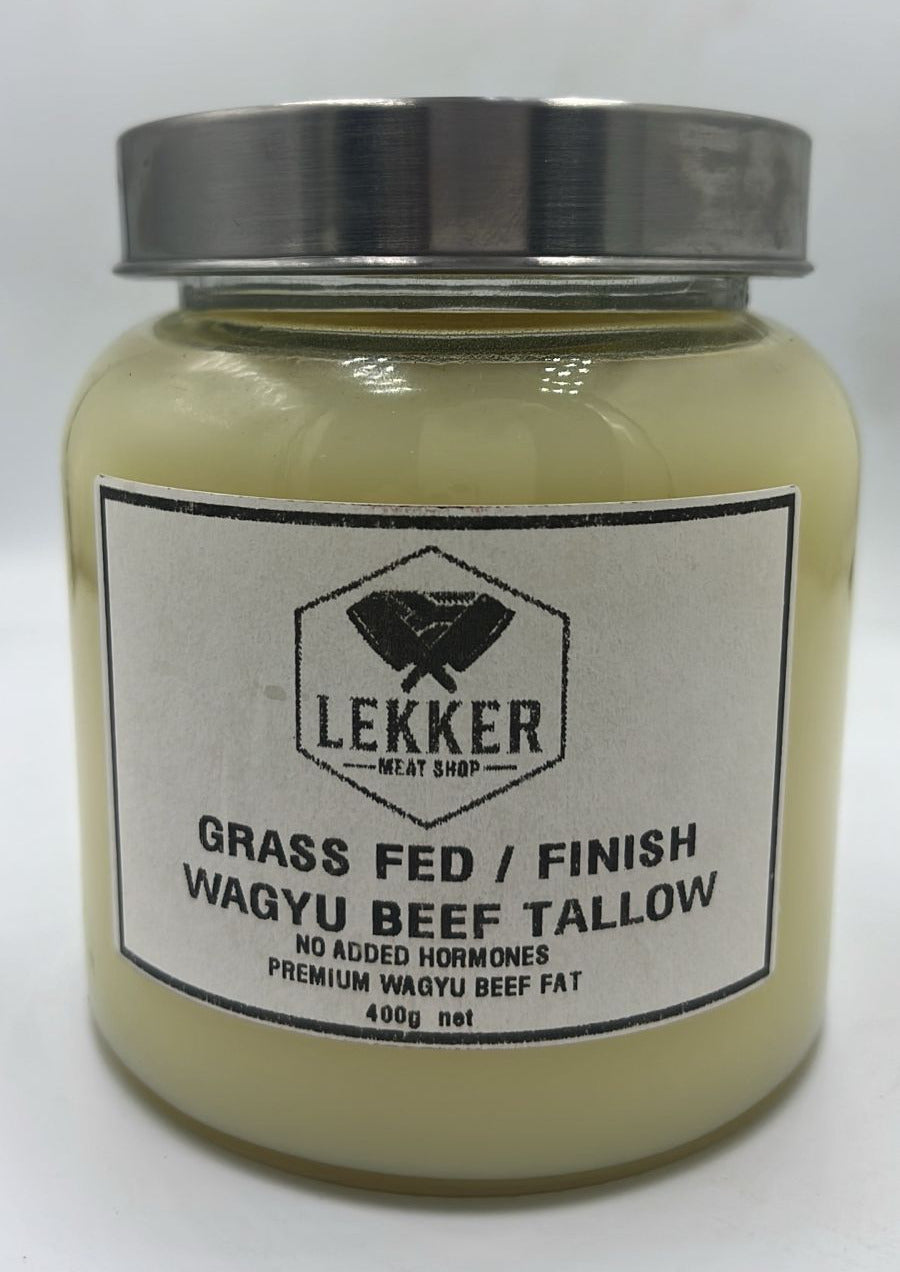 LEKKER
MEAT SHOP
GRASS FED / FINISH
WAGYU BEEF TALLOW
NO ADDED HORMONES
PREMIUM WAGYU BEEF FAT
400g net